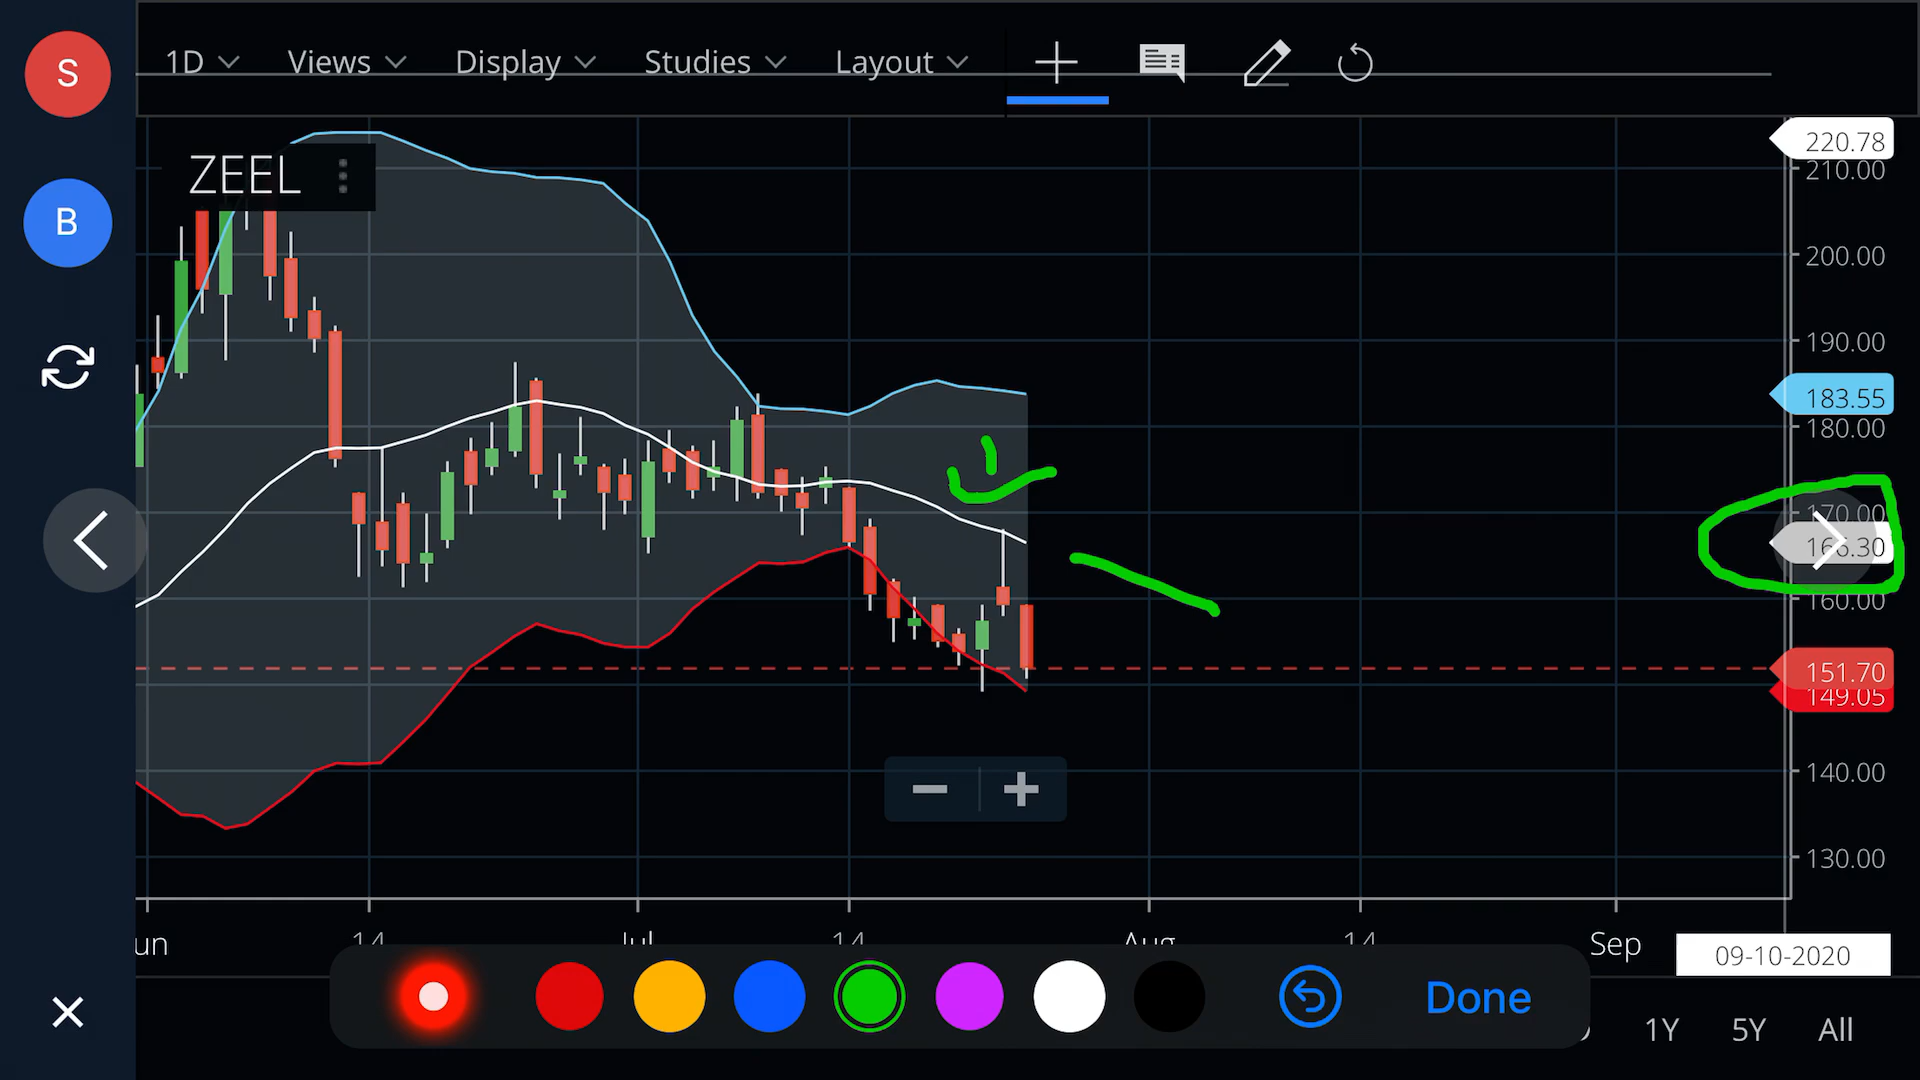 S
1D Views Display Studies Layout
B
ZEEL
220.78
210.00
200.00
190.00
183.55
180.00
170.00
166.30
160.00
151.70
149.05
140.00
130.00
un 14 Jul 14 Aug 14 Sep 09-10-2020
Done
1Y 5Y All